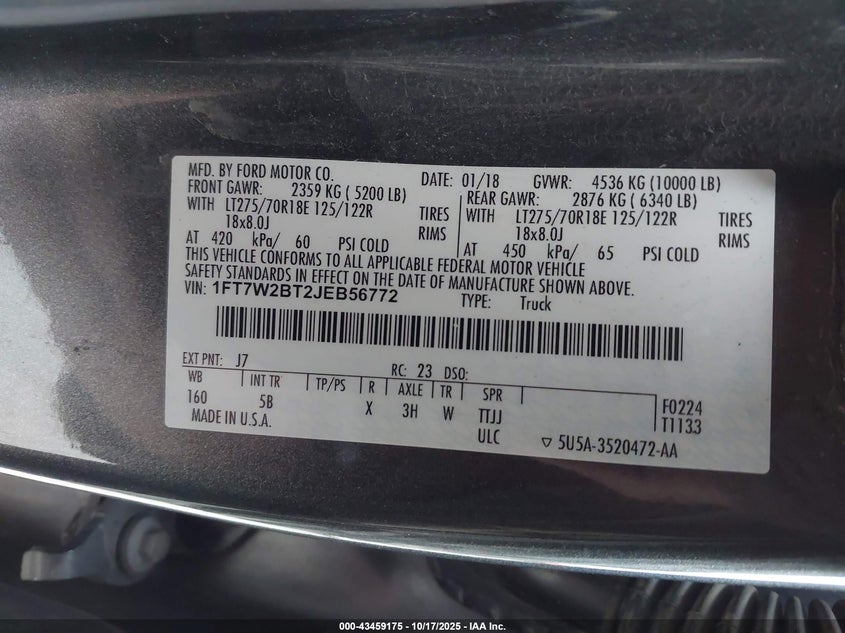 MFD. BY FORD MOTOR CO. DATE: 01/18 GVWR: 4536 KG (10000 LB)
FRONT GAWR: 2359 KG ( 5200 LB) REAR GAWR: 2876 KG ( 6340 LB)
WITH LT275/70R18E 125/122R TIRES WITH LT275/70R18E 125/122R TIRES
18x8.0J RIMS 18x8.0J RIMS
AT 420 kPa/ 60 PSI COLD AT 450 kPa/ 65 PSI COLD
THIS VEHICLE CONFORMS TO ALL APPLICABLE FEDERAL MOTOR VEHICLE
SAFETY STANDARDS IN EFFECT ON THE DATE OF MANUFACTURE SHOWN ABOVE.
VIN: 1FT7W2BT2JEB56772 TYPE: Truck
EXT PNT: J7 RC: 23 DSO:
WB INT TR TP/PS R AXLE TR SPR
160 5B X 3H W TTJJ F0224
MADE IN U.S.A. ULC T1133
▽ 5U5A-3520472-AA
000-43459175 - 10/17/2025 - IAA Inc.